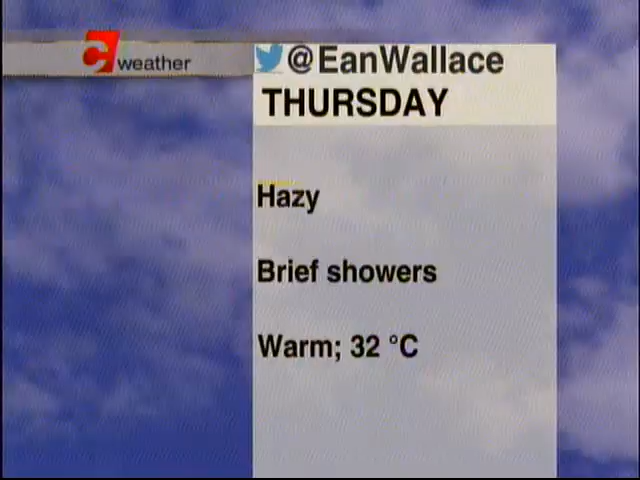 weather
@EanWallace
THURSDAY
Hazy
Brief showers
Warm; 32 °C